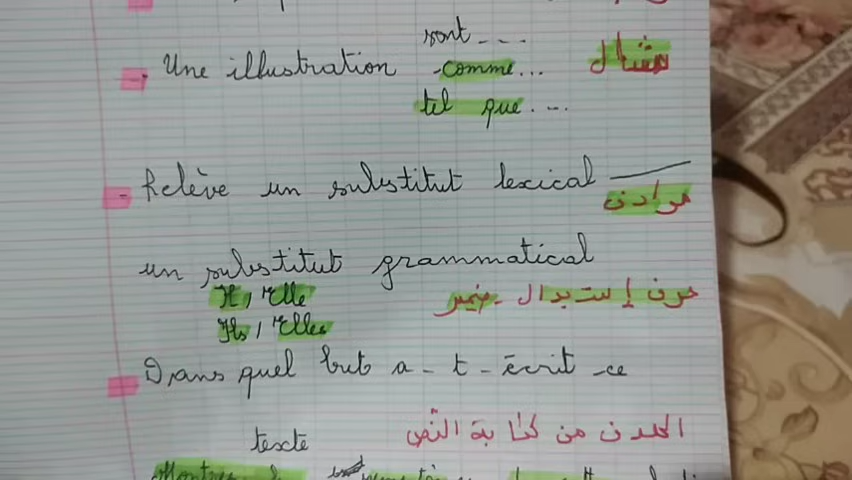 sont - - -
- Une illustration comme... مثال
tel que. - -.
- Relève un substitut lexical
مرادف
un substitut grammatical
Il / Elle حرف إستبدال - ضمير
Ils / Elles
Dans quel but a - t - écrit - ce
texte الهدف من كتابة النص